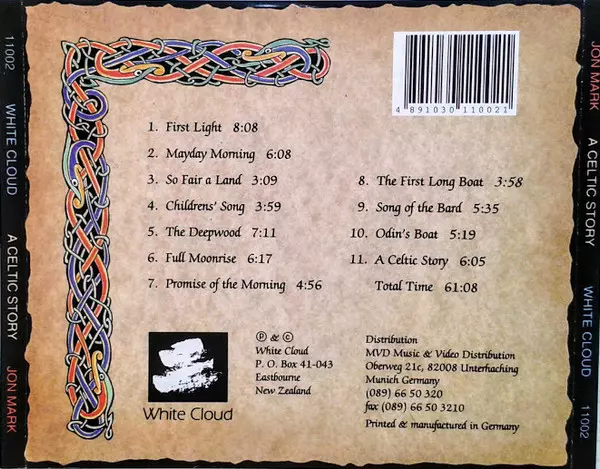 11002 WHITE CLOUD A CELTIC STORY JON MARK
4 891030 110021
1. First Light 8:08
2. Mayday Morning 6:08
3. So Fair a Land 3:09
4. Childrens' Song 3:59
5. The Deepwood 7:11
6. Full Moonrise 6:17
7. Promise of the Morning 4:56
8. The First Long Boat 3:58
9. Song of the Bard 5:35
10. Odin's Boat 5:19
11. A Celtic Story 6:05
Total Time 61:08
White Cloud
℗ & ©
White Cloud
P. O. Box 41-043
Eastbourne
New Zealand
Distribution
MVD Music & Video Distribution
Oberweg 21c, 82008 Unterhaching
Munich Germany
(089) 66 50 320
fax (089) 66 50 3210
Printed & manufactured in Germany
JON MARK A CELTIC STORY WHITE CLOUD 11002